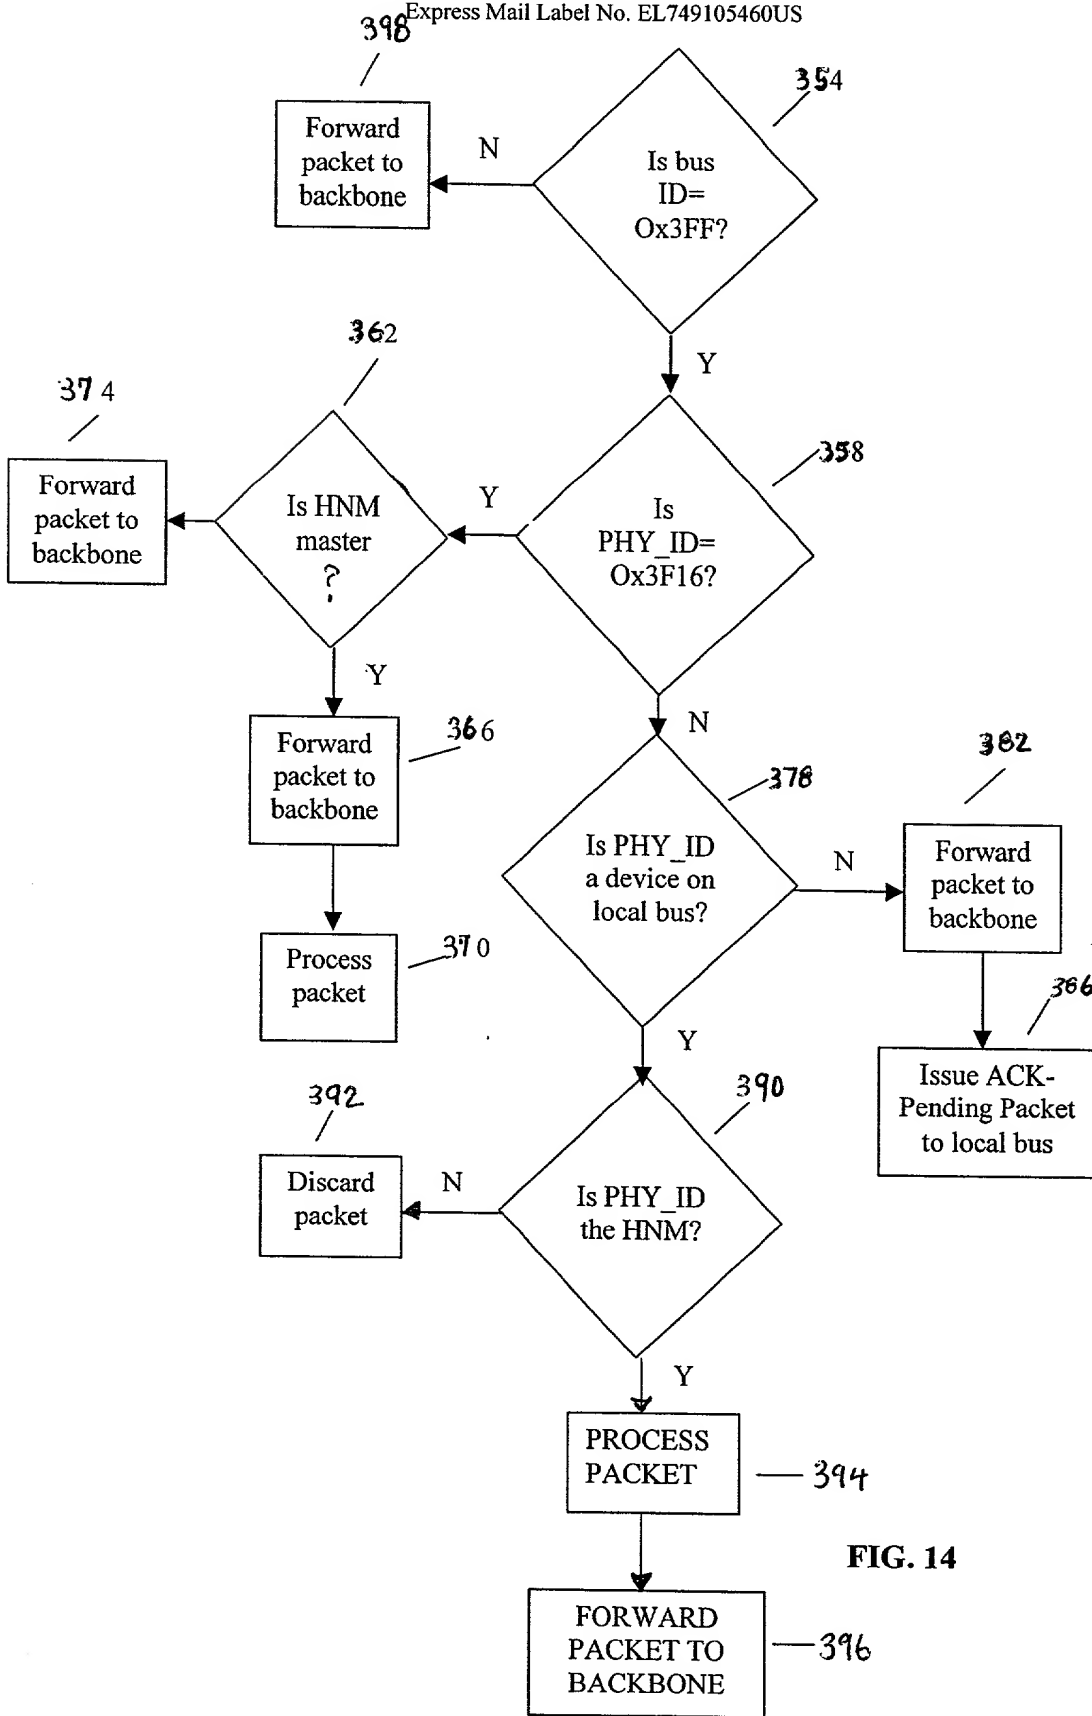 Express Mail Label No. EL749105460US
398
354
Forward
packet to
backbone
N
Is bus
ID=
Ox3FF?
Y
362
374
358
Forward
packet to
backbone
Is HNM
master
?
Y
Is
PHY_ID=
Ox3F16?
Y
N
Forward
packet to
backbone
366
382
378
Is PHY_ID
a device on
local bus?
N
Forward
packet to
backbone
Process
packet
370
386
Y
Issue ACK-
Pending Packet
to local bus
392
390
Discard
packet
N
Is PHY_ID
the HNM?
Y
PROCESS
PACKET
394
FIG. 14
FORWARD
PACKET TO
BACKBONE
396